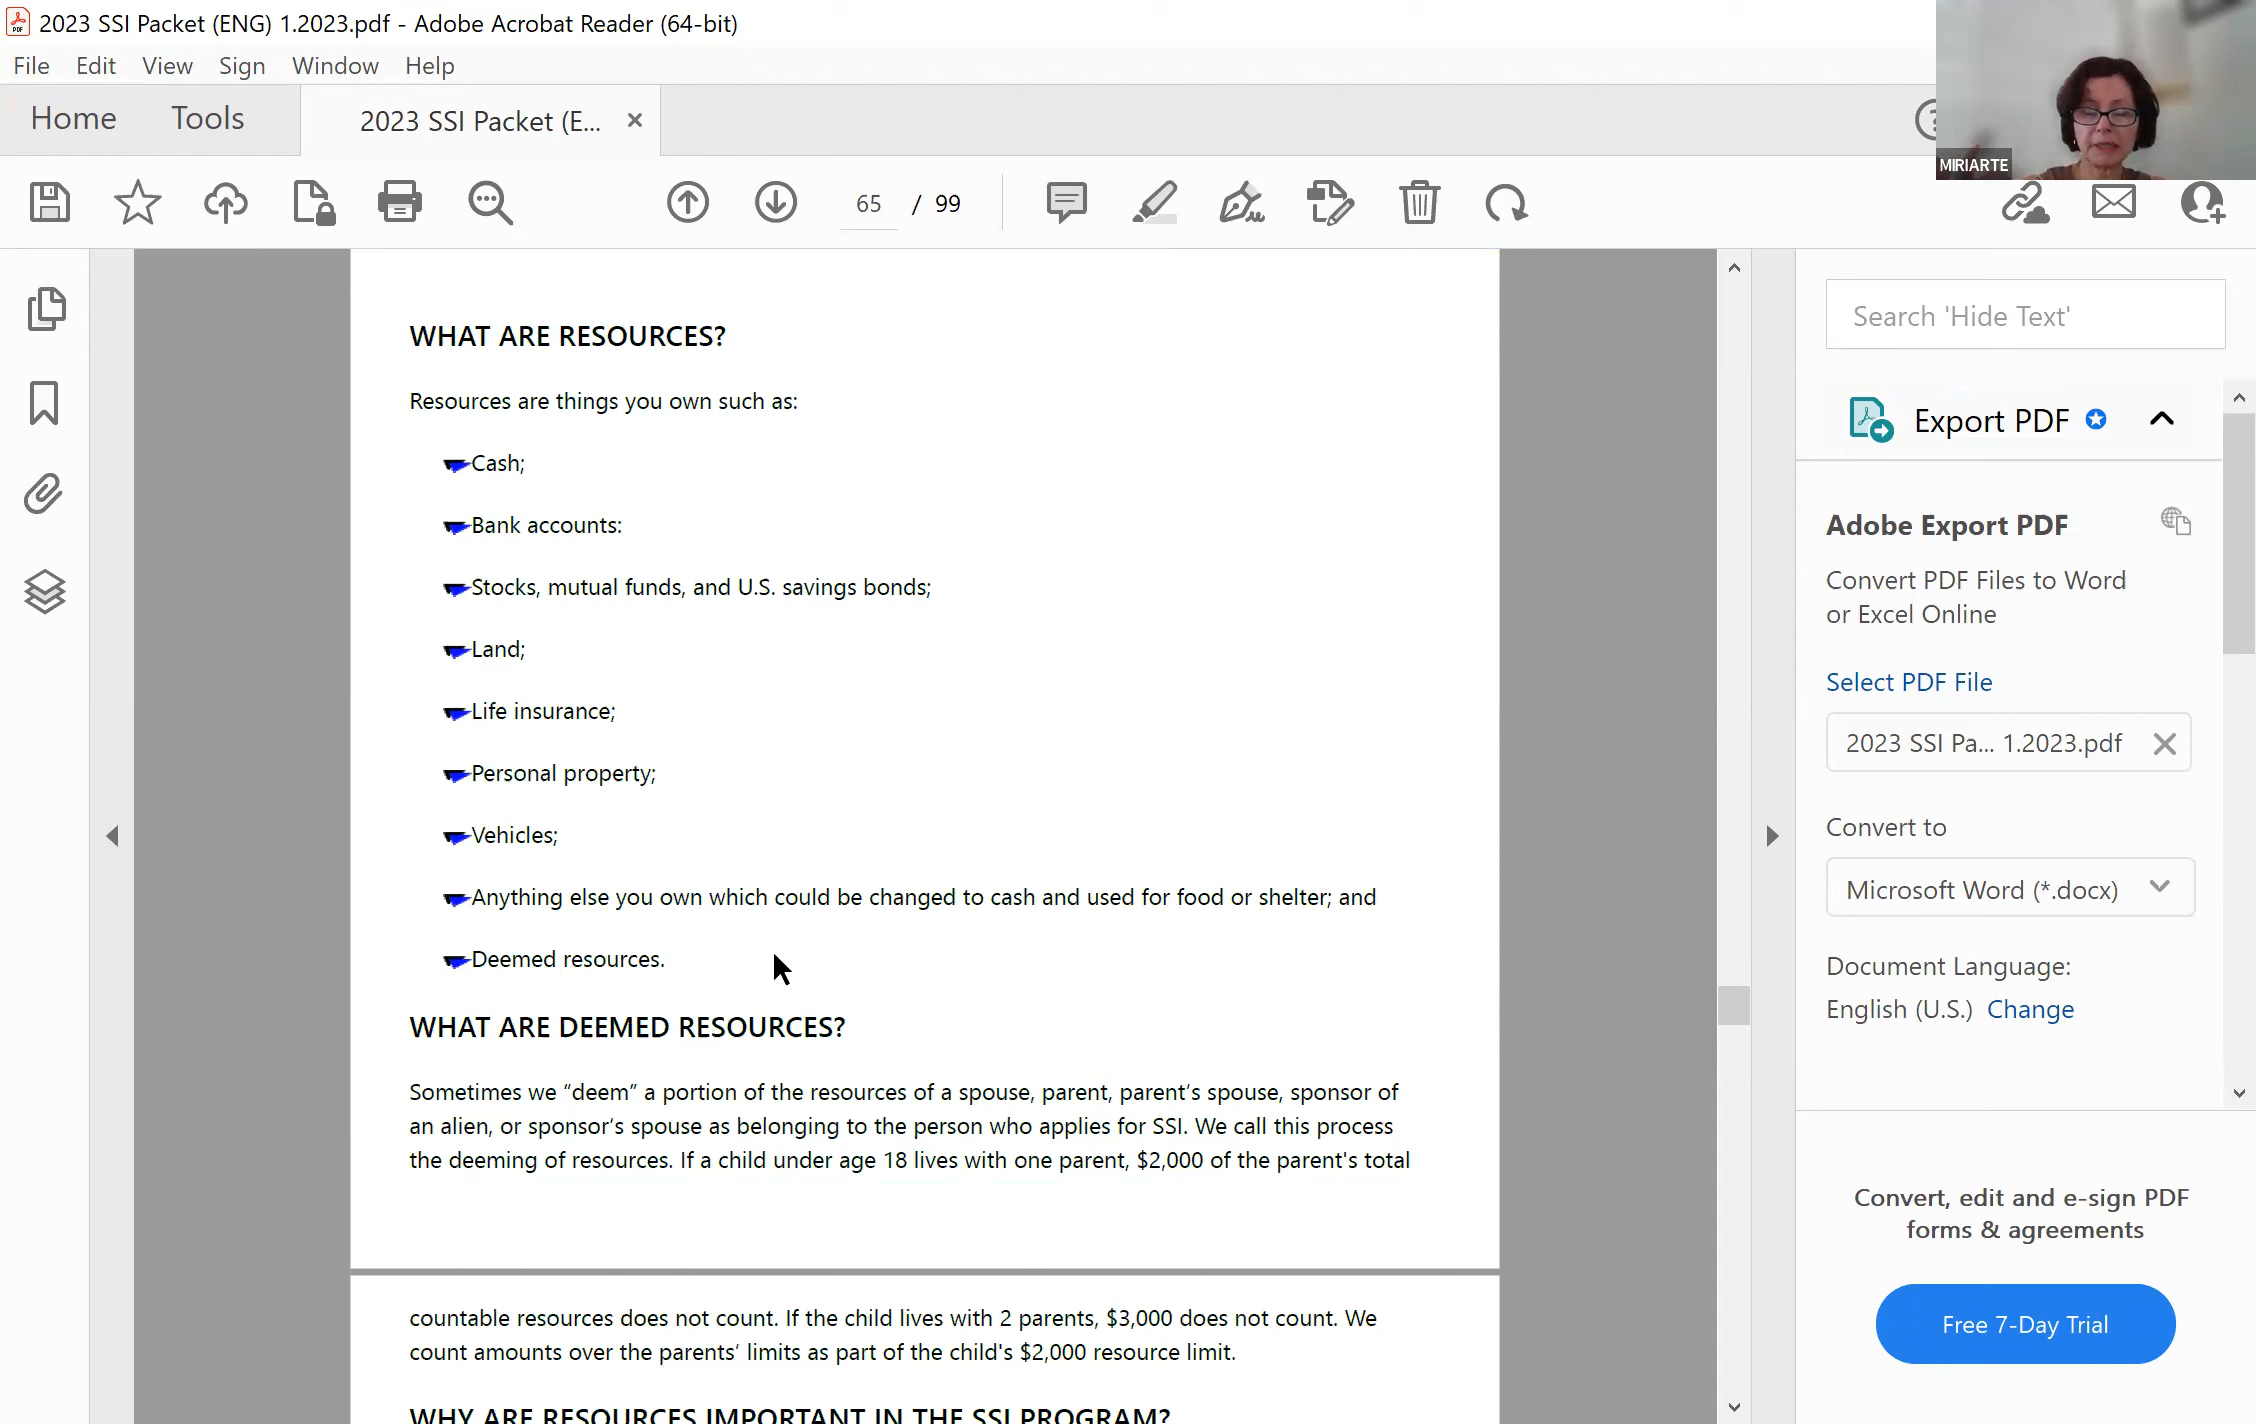 2023 SSI Packet (ENG) 1.2023.pdf - Adobe Acrobat Reader (64-bit)
File Edit View Sign Window Help
Home Tools 2023 SSI Packet (E...
MIRIARTE
65 / 99
WHAT ARE RESOURCES?
Resources are things you own such as:
Cash;
Bank accounts:
Stocks, mutual funds, and U.S. savings bonds;
Land;
Life insurance;
Personal property;
Vehicles;
Anything else you own which could be changed to cash and used for food or shelter; and
Deemed resources.
WHAT ARE DEEMED RESOURCES?
Sometimes we “deem” a portion of the resources of a spouse, parent, parent’s spouse, sponsor of
an alien, or sponsor’s spouse as belonging to the person who applies for SSI. We call this process
the deeming of resources. If a child under age 18 lives with one parent, $2,000 of the parent's total
countable resources does not count. If the child lives with 2 parents, $3,000 does not count. We
count amounts over the parents’ limits as part of the child's $2,000 resource limit.
WHY ARE RESOURCES IMPORTANT IN THE SSI PROGRAM?
Search 'Hide Text'
Export PDF
Adobe Export PDF
Convert PDF Files to Word
or Excel Online
Select PDF File
2023 SSI Pa... 1.2023.pdf
Convert to
Microsoft Word (*.docx)
Document Language:
English (U.S.) Change
Convert, edit and e-sign PDF
forms & agreements
Free 7-Day Trial